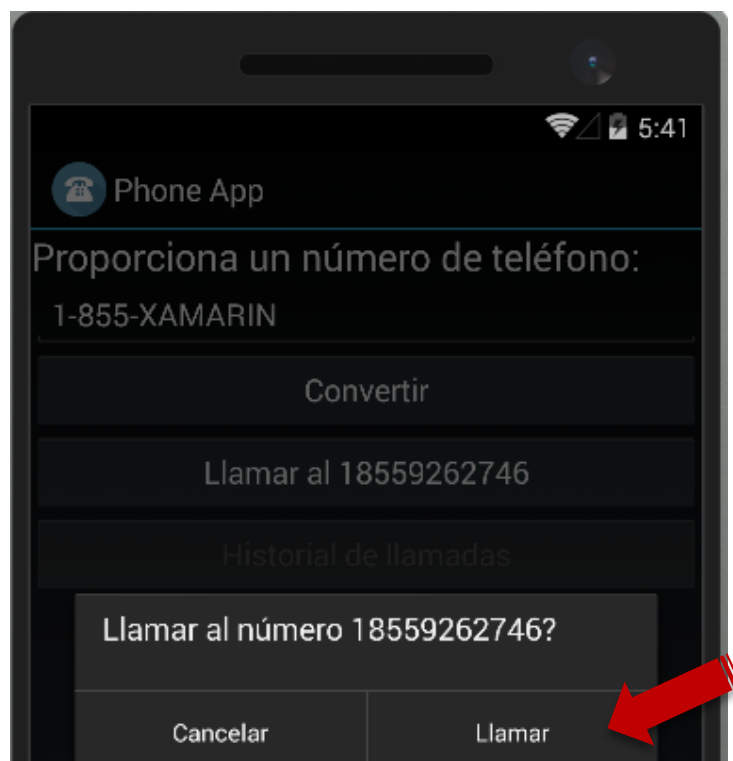 5:41
Phone App
Proporciona un número de teléfono:
1-855-XAMARIN
Convertir
Llamar al 18559262746
Historial de llamadas
Llamar al número 18559262746?
Cancelar Llamar